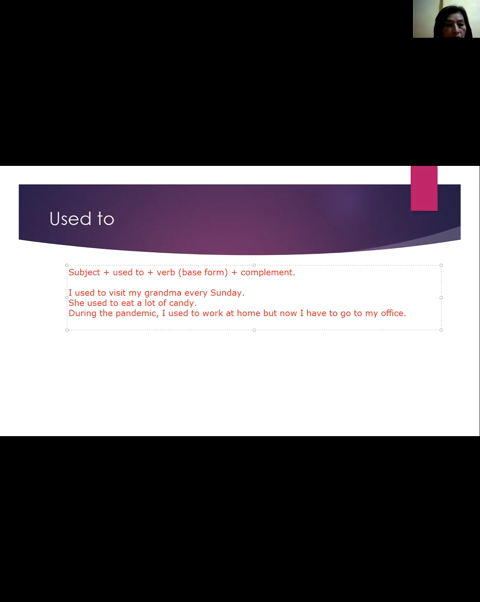 Used to
Subject + used to + verb (base form) + complement.
I used to visit my grandma every Sunday.
She used to eat a lot of candy.
During the pandemic, I used to work at home but now I have to go to my office.